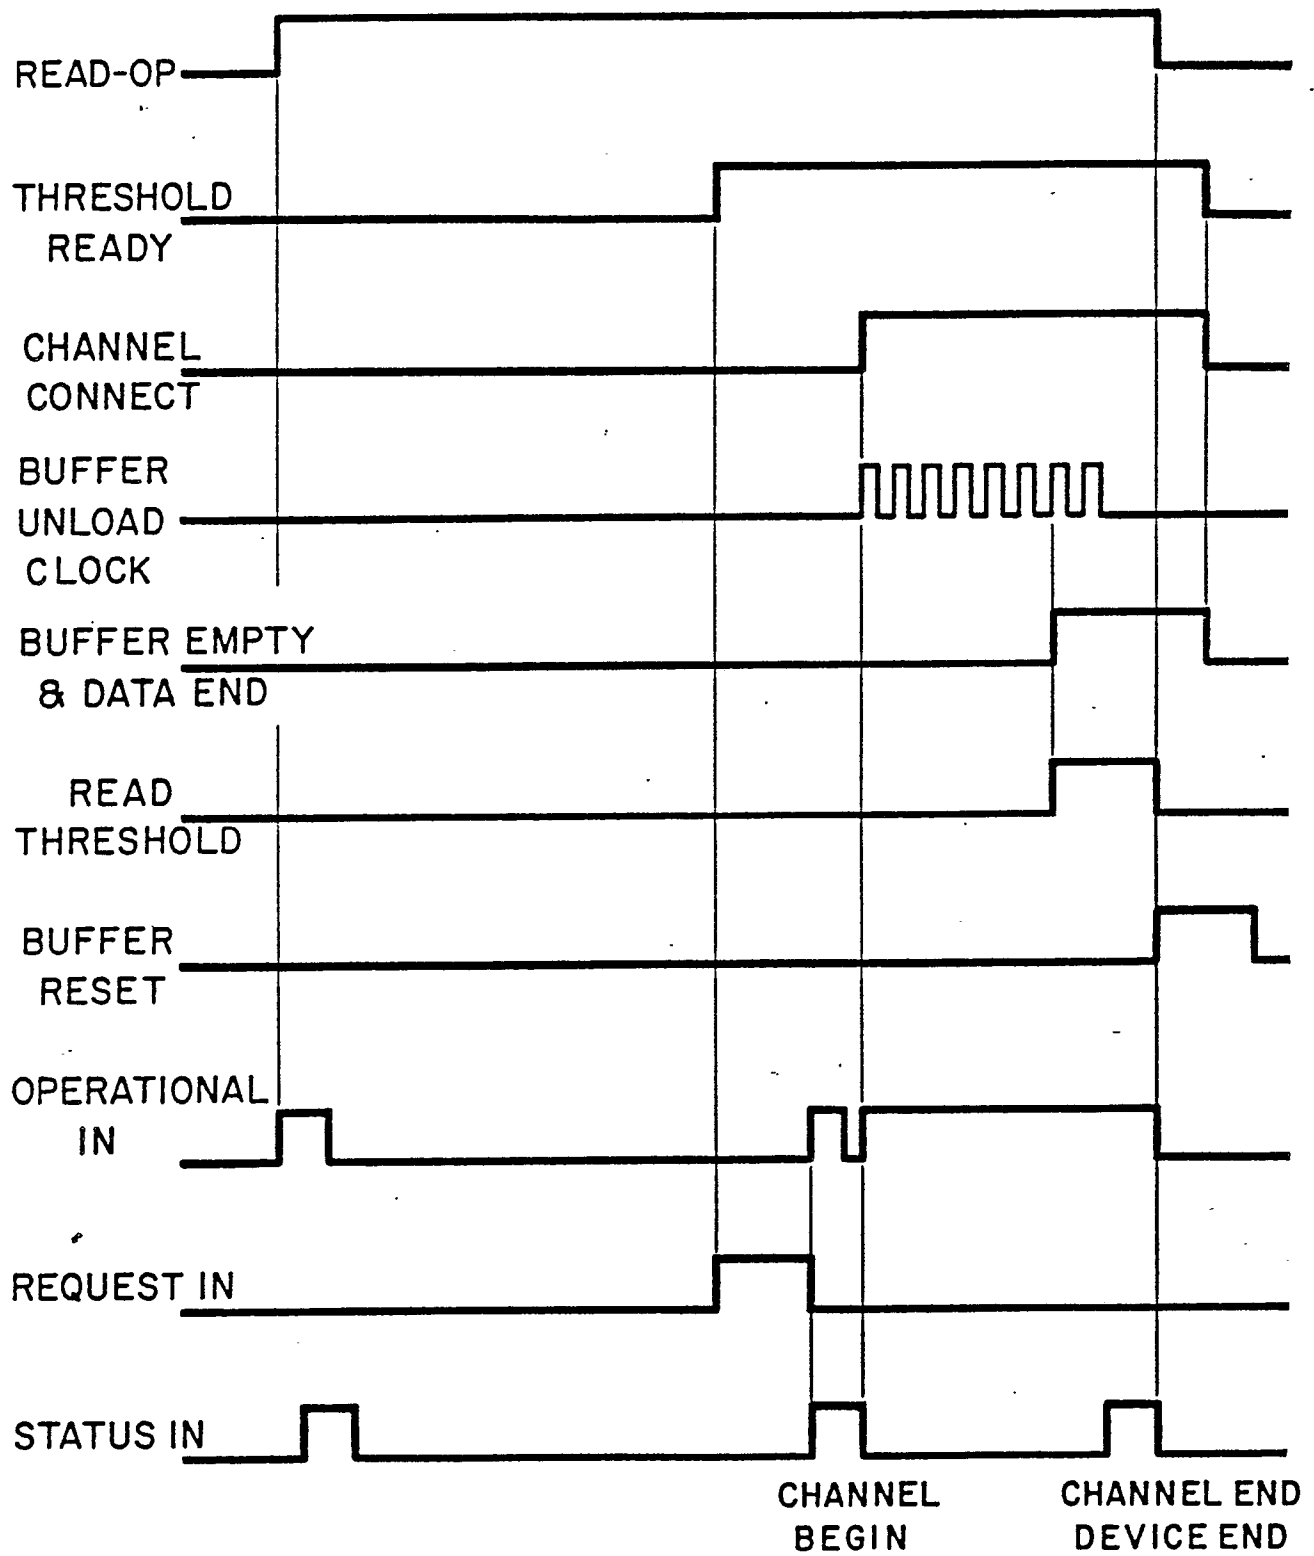 READ-OP
THRESHOLD
READY
CHANNEL
CONNECT
BUFFER
UNLOAD
CLOCK
BUFFER EMPTY
& DATA END
READ
THRESHOLD
BUFFER
RESET
OPERATIONAL
IN
REQUEST IN
STATUS IN
CHANNEL
BEGIN
CHANNEL END
DEVICE END